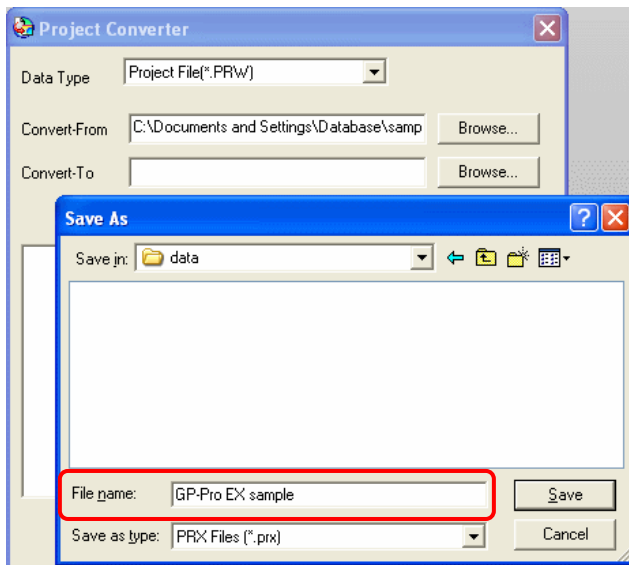 Project Converter
Data Type Project File(*.PRW)
Convert-From C:\Documents and Settings\Database\samp Browse...
Convert-To Browse...
Save As
Save in: data
File name: GP-Pro EX sample Save
Save as type: PRX Files (*.prx) Cancel